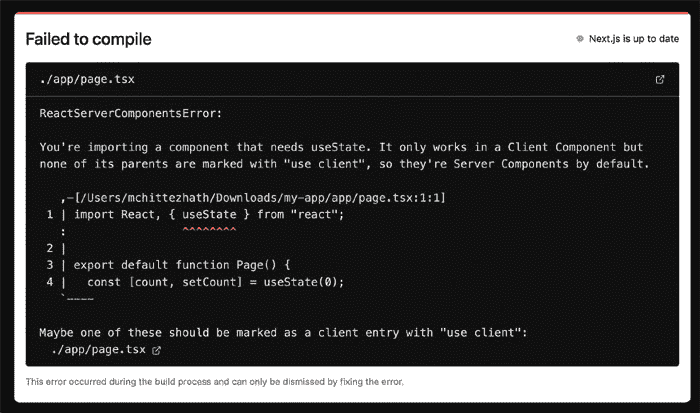 Failed to compile
Next.js is up to date
./app/page.tsx
ReactServerComponentsError:
You're importing a component that needs useState. It only works in a Client Component but
none of its parents are marked with "use client", so they're Server Components by default.
,-[/Users/mchittezhath/Downloads/my-app/app/page.tsx:1:1]
1 | import React, { useState } from "react";
: ^^^^^^^^
2 |
3 | export default function Page() {
4 | const [count, setCount] = useState(0);
`----
Maybe one of these should be marked as a client entry with "use client":
./app/page.tsx
This error occurred during the build process and can only be dismissed by fixing the error.